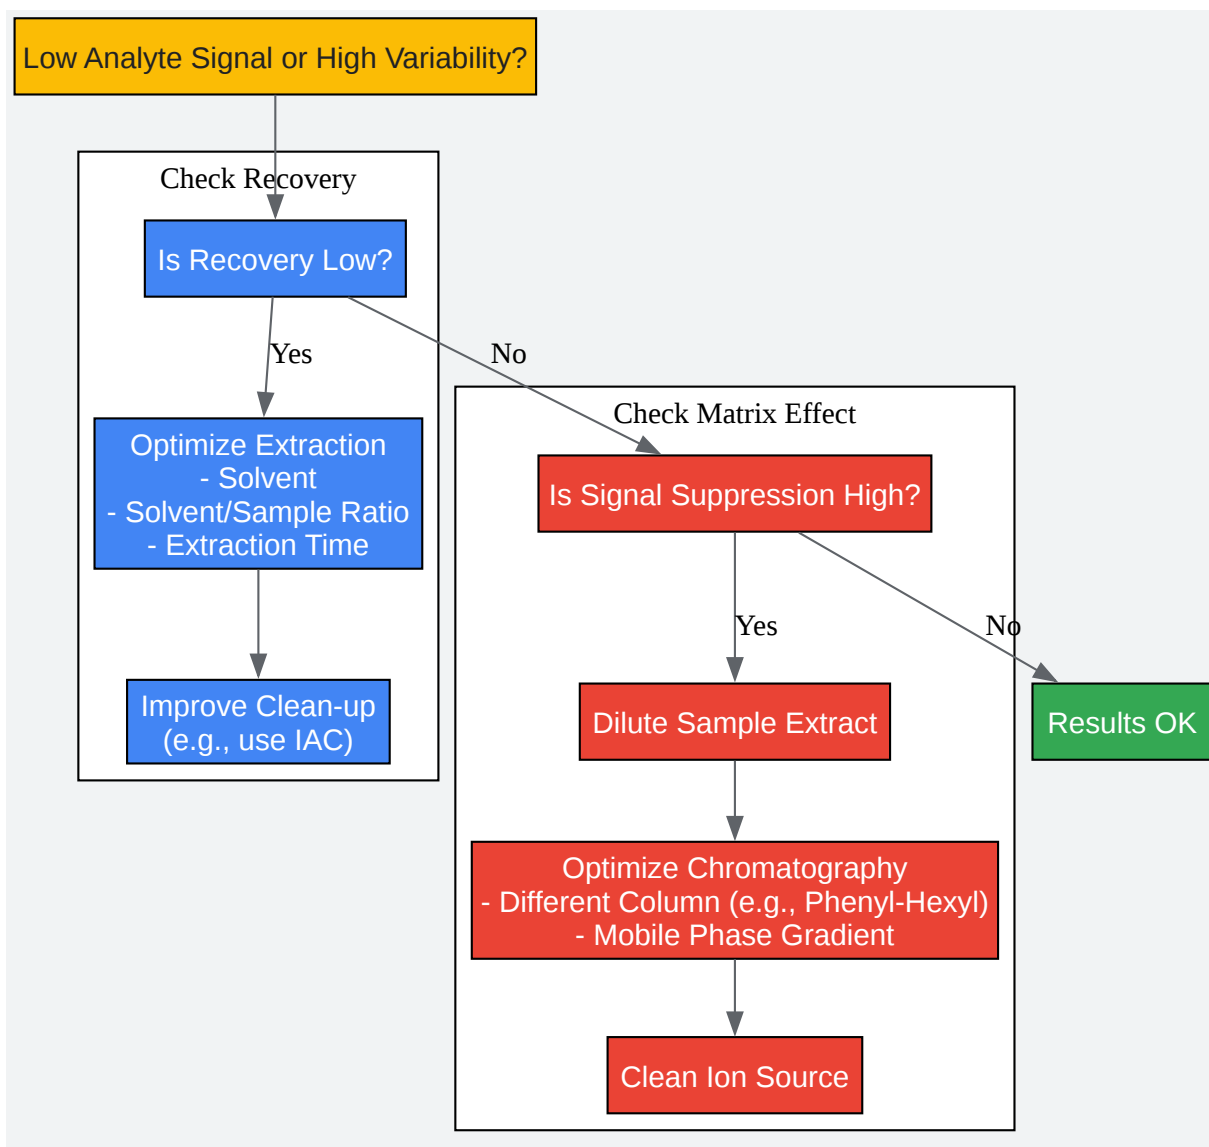 Low Analyte Signal or High Variability?
Check Recovery
Is Recovery Low?
Yes
No
Optimize Extraction
- Solvent
- Solvent/Sample Ratio
- Extraction Time
Improve Clean-up
(e.g., use IAC)
Check Matrix Effect
Is Signal Suppression High?
Yes
No
Dilute Sample Extract
Results OK
Optimize Chromatography
- Different Column (e.g., Phenyl-Hexyl)
- Mobile Phase Gradient
Clean Ion Source